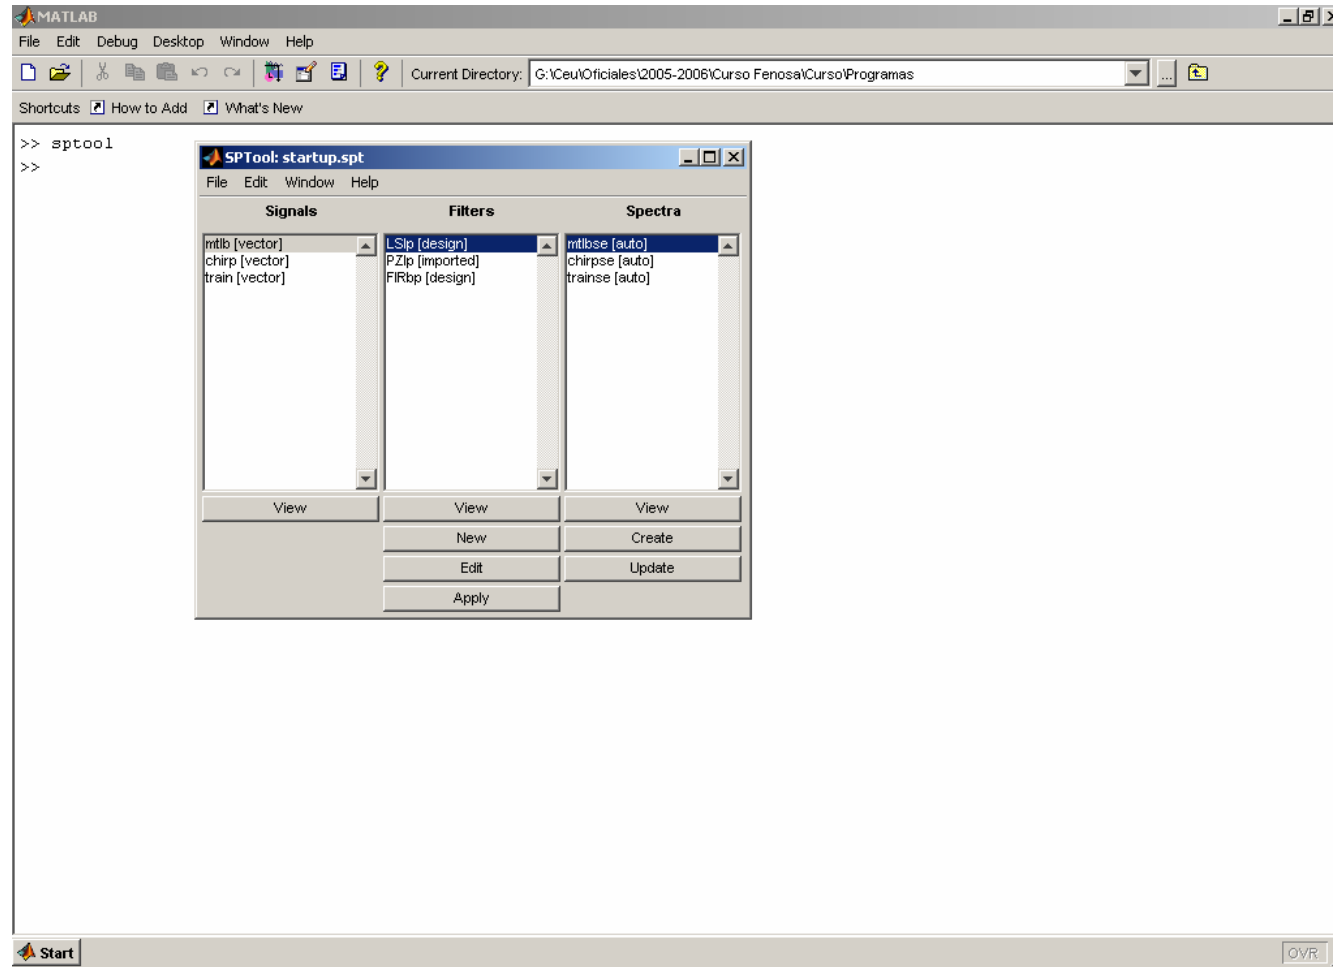 MATLAB
File Edit Debug Desktop Window Help
Current Directory: G:\Ceu\Oficiales\2005-2006\Curso Fenosa\Curso\Programas
...
Shortcuts How to Add What's New
>> sptool
>>
SPTool: startup.spt
File Edit Window Help
Signals Filters Spectra
mtlb [vector] LSlp [design] mtlbse [auto]
chirp [vector] PZlp [imported] chirpse [auto]
train [vector] FIRbp [design] trainse [auto]
View View View
New Create
Edit Update
Apply
Start OVR